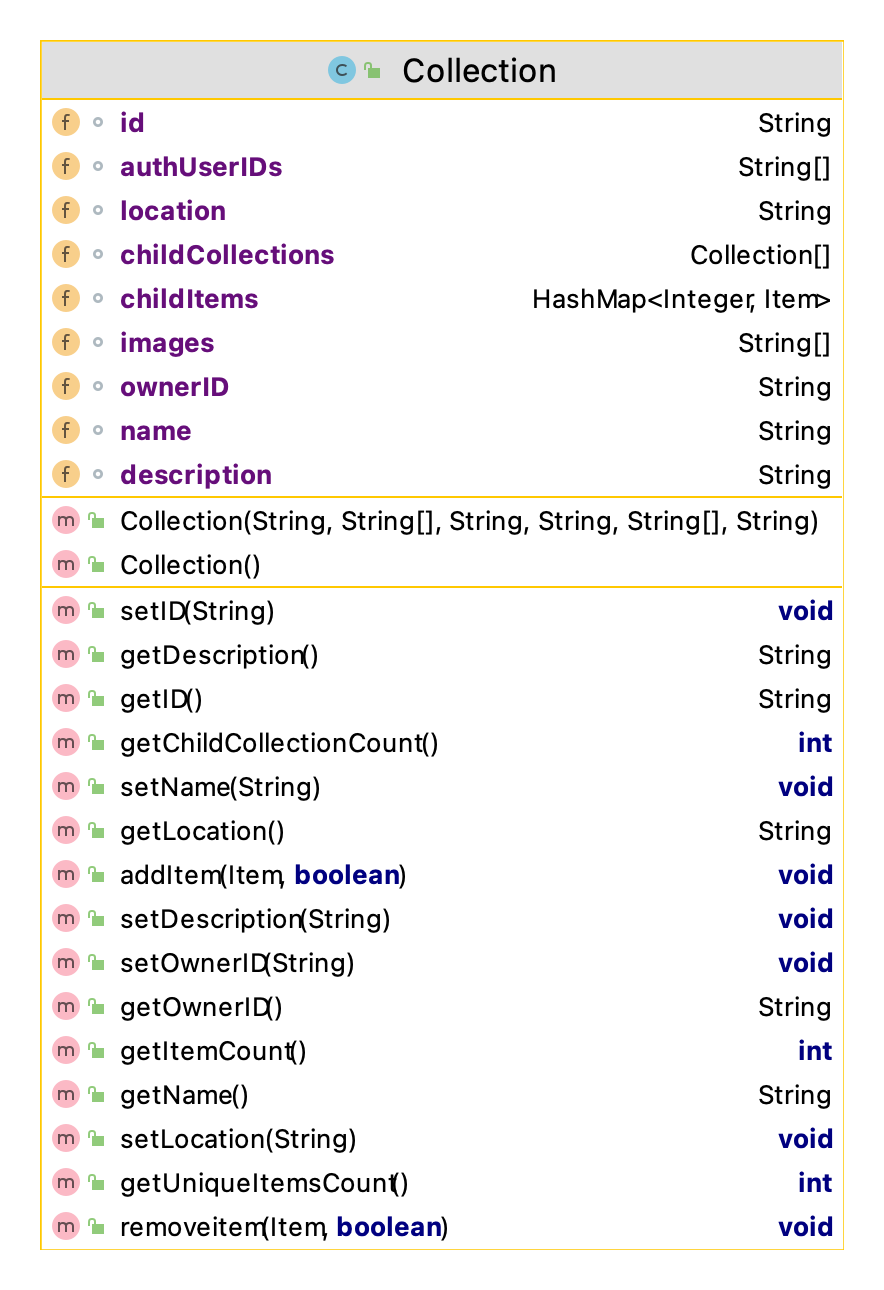 C Collection
f id String
f authUserIDs String[]
f location String
f childCollections Collection[]
f childItems HashMap<Integer, Item>
f images String[]
f ownerID String
f name String
f description String
m Collection(String, String[], String, String, String[], String)
m Collection()
m setID(String) void
m getDescription() String
m getID() String
m getChildCollectionCount() int
m setName(String) void
m getLocation() String
m addItem(Item, boolean) void
m setDescription(String) void
m setOwnerID(String) void
m getOwnerID() String
m getItemCount() int
m getName() String
m setLocation(String) void
m getUniqueItemsCount() int
m removeitem(Item, boolean) void